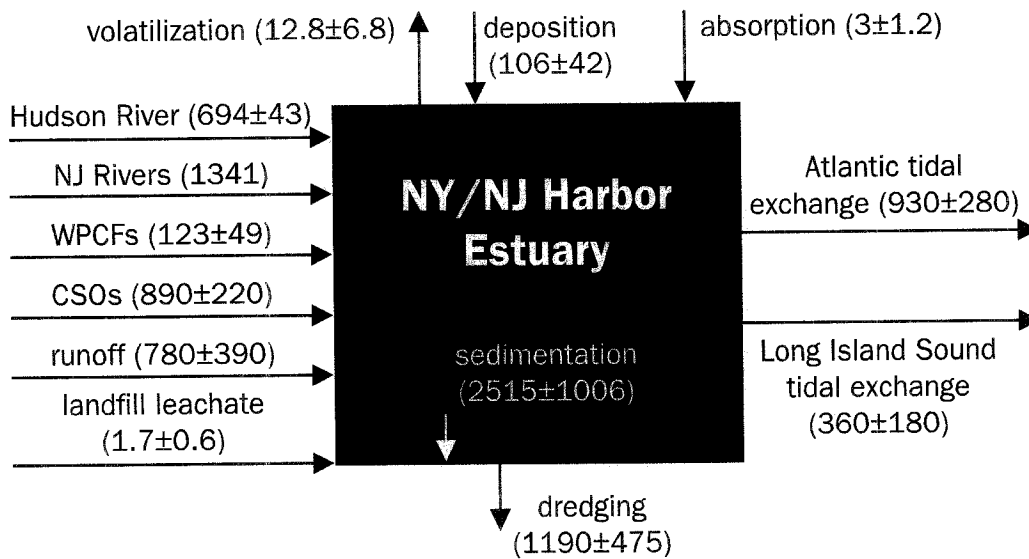 volatilization (12.8±6.8)
deposition
(106±42)
absorption (3±1.2)
Hudson River (694±43)
NJ Rivers (1341)
WPCFs (123±49)
CSOs (890±220)
runoff (780±390)
landfill leachate
(1.7±0.6)
NY/NJ Harbor
Estuary
sedimentation
(2515±1006)
Atlantic tidal
exchange (930±280)
Long Island Sound
tidal exchange
(360±180)
dredging
(1190±475)